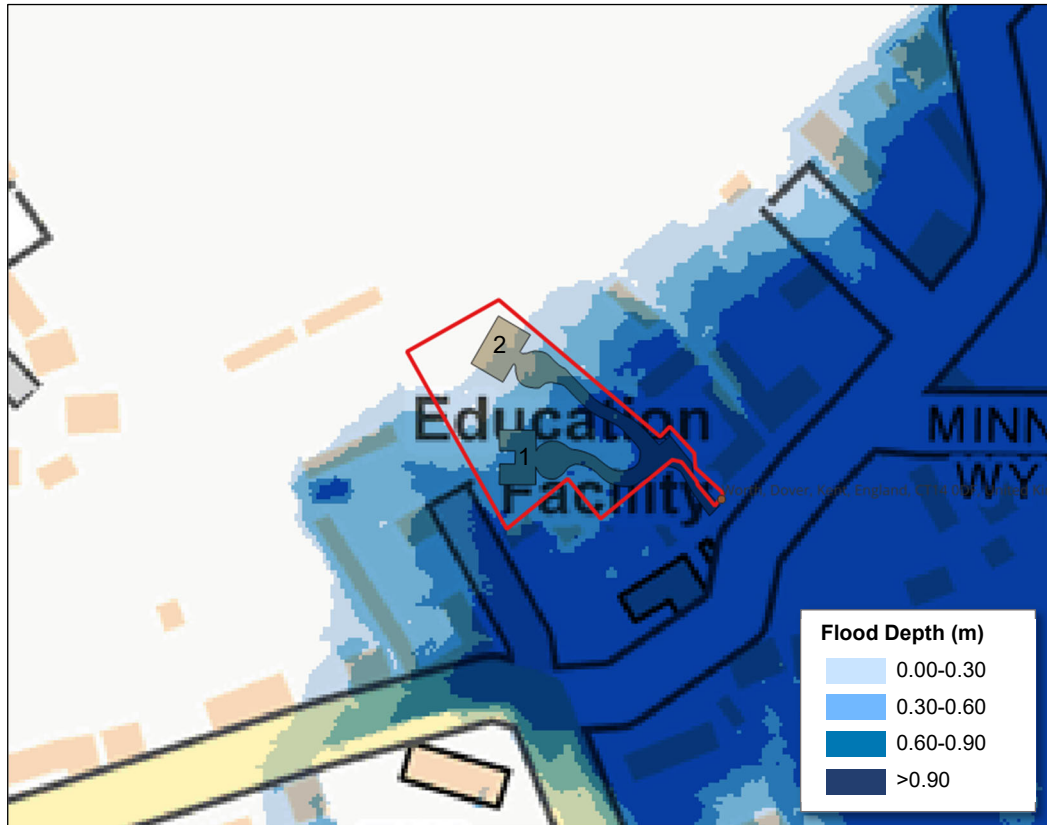 2
Education
1
Facility
MINN
WY
Flood Depth (m)
0.00-0.30
0.30-0.60
0.60-0.90
>0.90